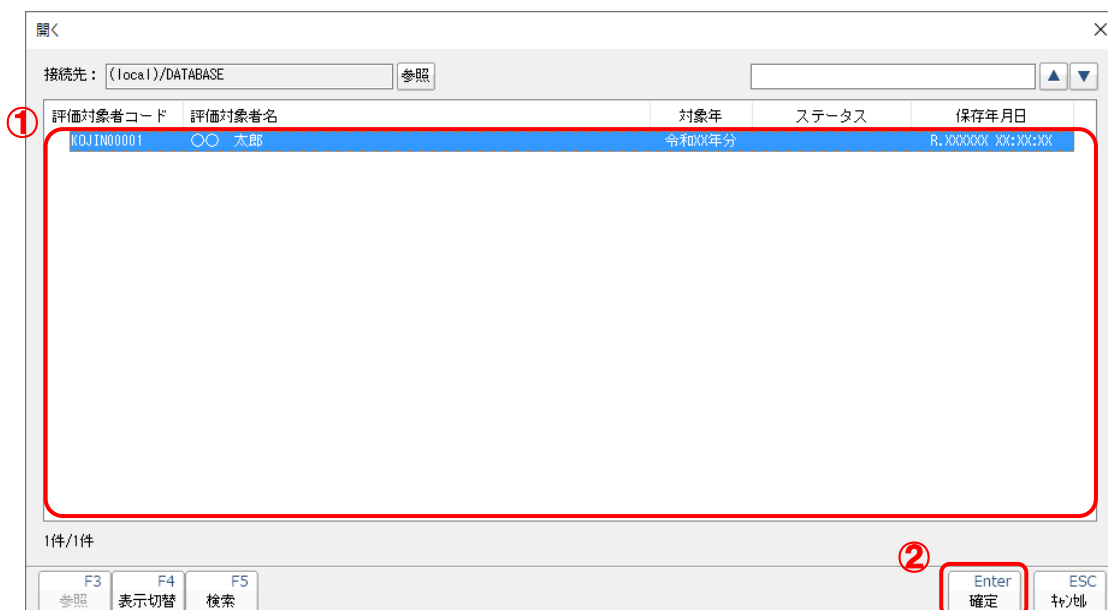 開く
接続先： (local)/DATABASE 参照
① 評価対象者コード 評価対象者名 対象年 ステータス 保存年月日
KOJIN00001 〇〇 太郎 令和XX年分 R.XXXXXX XX:XX:XX
1件/1件
②
F3 F4 F5 Enter ESC
参照 表示切替 検索 確定 ｷｬﾝｾﾙ